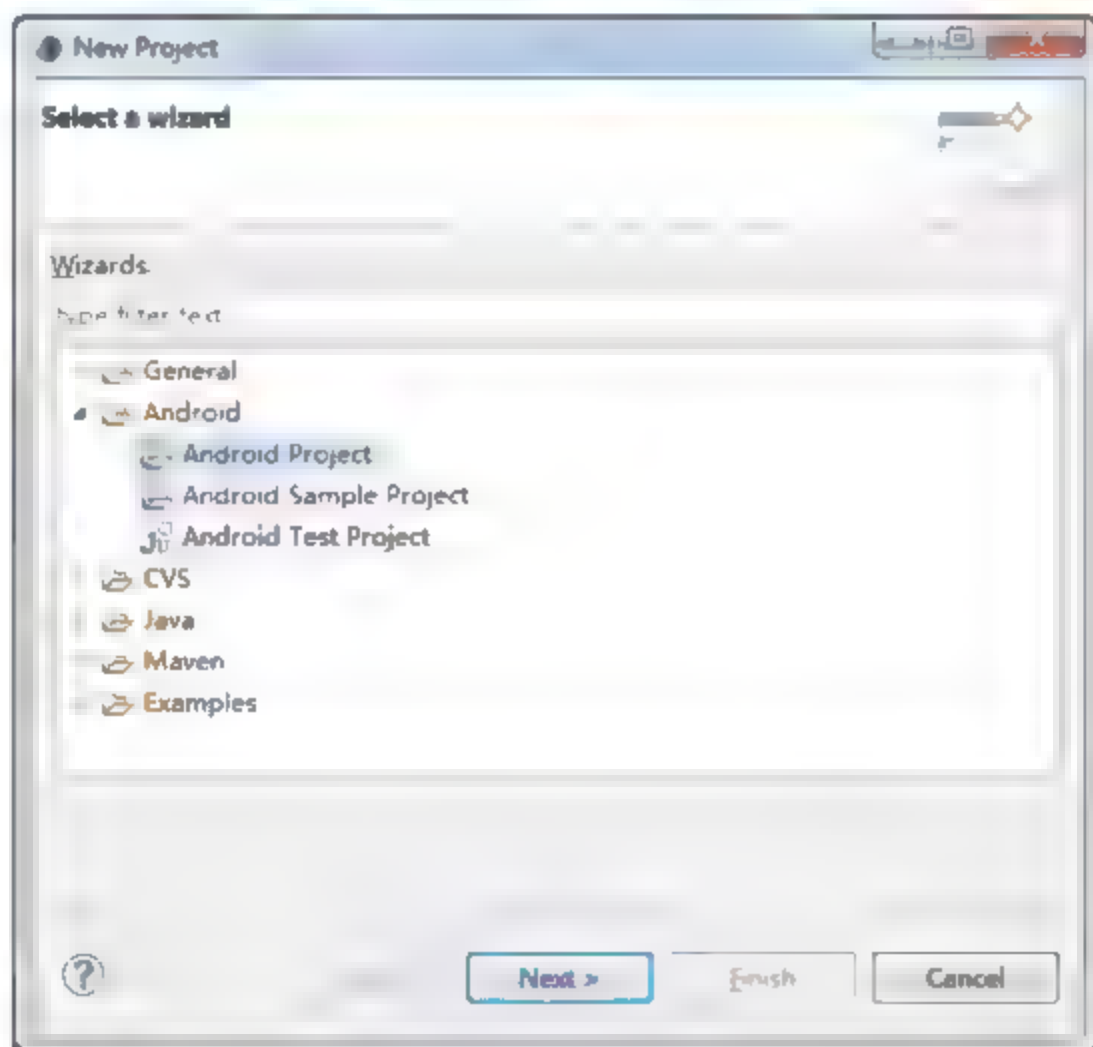 New Project
Select a wizard
Wizards
type filter text
General
Android
Android Project
Android Sample Project
JU Android Test Project
CVS
Java
Maven
Examples
? Next > Finish Cancel